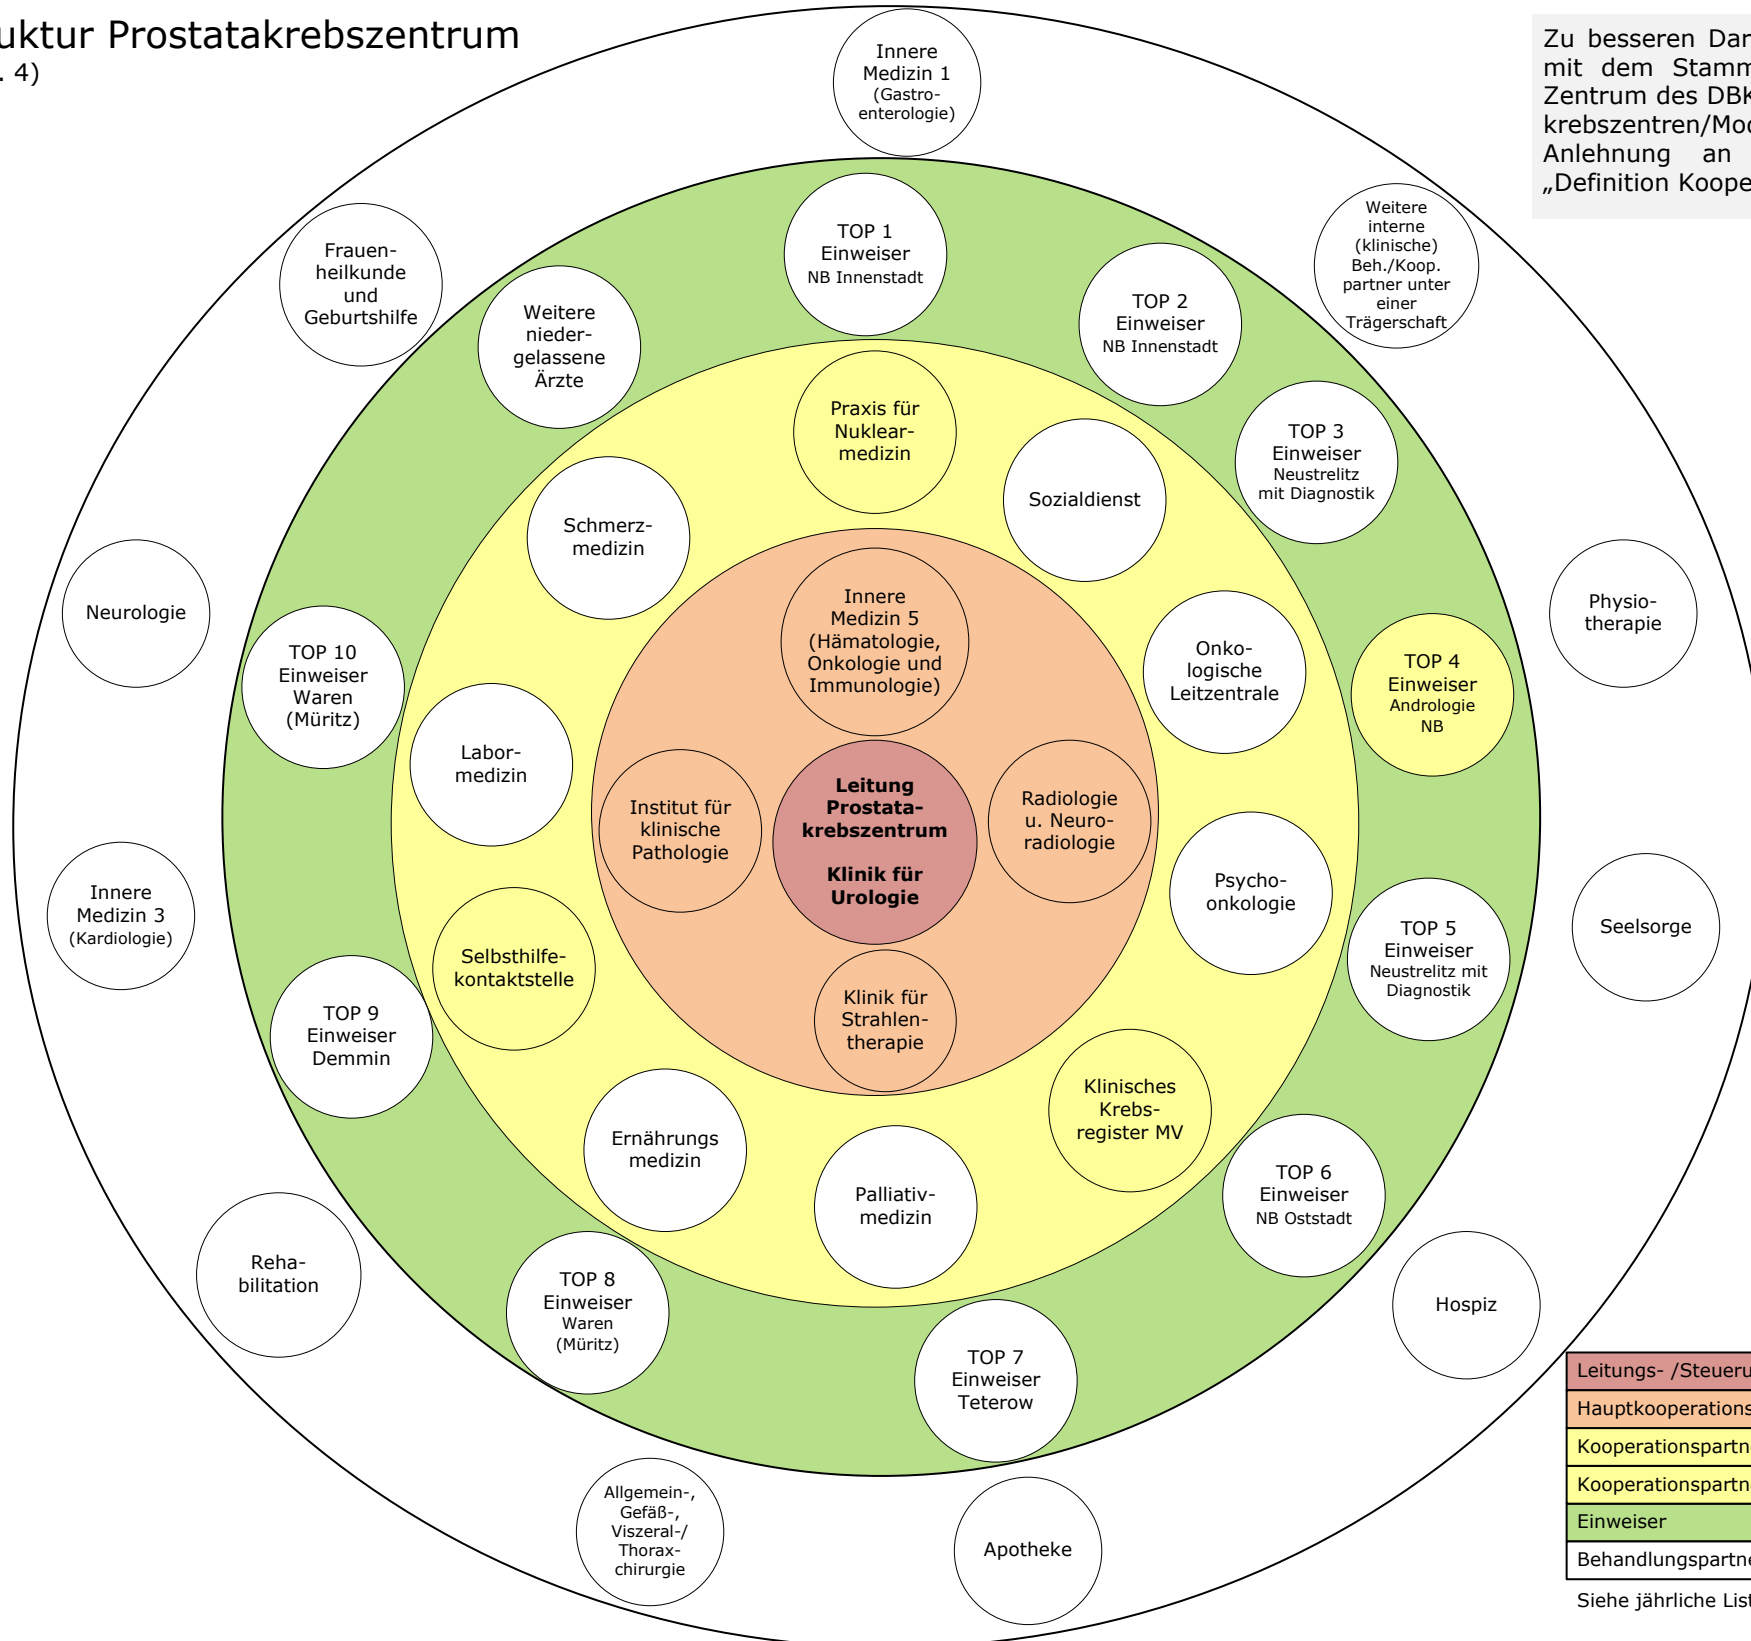 uktur Prostatakrebszentrum
. 4)
Zu besseren Dar
mit dem Stamm
Zentrum des DBK
krebszentren/Mod
Anlehnung an
„Definition Koope
Innere
Medizin 1
(Gastro-
enterologie)
Frauen-
heilkunde
und
Geburtshilfe
Weitere
interne
(klinische)
Beh./Koop.
partner unter
einer
Trägerschaft
TOP 1
Einweiser
NB Innenstadt
TOP 2
Einweiser
NB Innenstadt
Weitere
nieder-
gelassene
Ärzte
TOP 3
Einweiser
Neustrelitz
mit Diagnostik
Praxis für
Nuklear-
medizin
Sozialdienst
Schmerz-
medizin
Neurologie
Physio-
therapie
Innere
Medizin 5
(Hämatologie,
Onkologie und
Immunologie)
Onko-
logische
Leitzentrale
TOP 4
Einweiser
Andrologie
NB
TOP 10
Einweiser
Waren
(Müritz)
Labor-
medizin
Institut für
klinische
Pathologie
Leitung
Prostata-
krebszentrum
Klinik für
Urologie
Radiologie
u. Neuro-
radiologie
Psycho-
onkologie
Innere
Medizin 3
(Kardiologie)
Selbsthilfe-
kontaktstelle
TOP 5
Einweiser
Neustrelitz mit
Diagnostik
Seelsorge
Klinik für
Strahlen-
therapie
TOP 9
Einweiser
Demmin
Klinisches
Krebs-
register MV
Ernährungs
medizin
Palliativ-
medizin
TOP 6
Einweiser
NB Oststadt
Reha-
bilitation
TOP 8
Einweiser
Waren
(Müritz)
Hospiz
TOP 7
Einweiser
Teterow
Allgemein-,
Gefäß-,
Viszeral-/
Thorax-
chirurgie
Apotheke
Leitungs- /Steueru
Hauptkooperations
Kooperationspartn
Kooperationspartn
Einweiser
Behandlungspartne
Siehe jährliche List